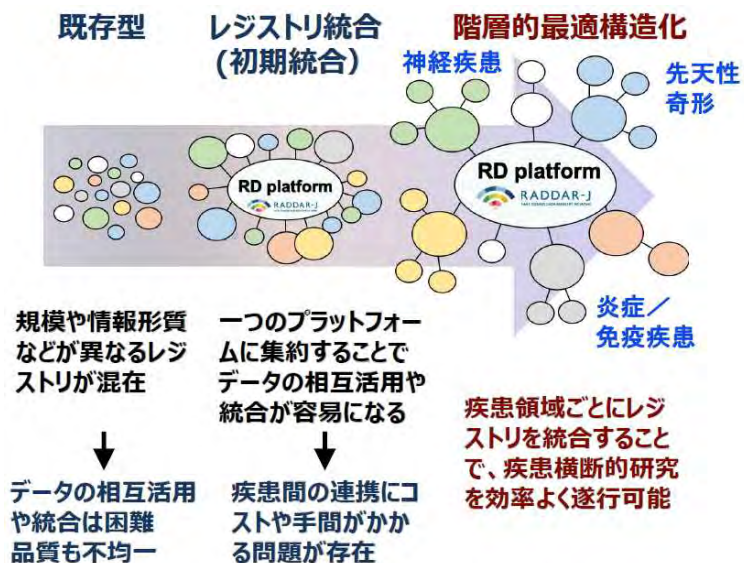 既存型
レジストリ統合
(初期統合）
階層的最適構造化
神経疾患
先天性
奇形
RD platform
RADDAR-J
RD platform
RADDAR-J
炎症／
免疫疾患
規模や情報形質
などが異なるレジ
ストリが混在
データの相互活用
や統合は困難
品質も不均一
一つのプラットフォー
ムに集約することで
データの相互活用や
統合が容易になる
疾患間の連携にコ
ストや手間がかか
る問題が存在
疾患領域ごとにレジ
ストリを統合すること
で、疾患横断的研究
を効率よく遂行可能